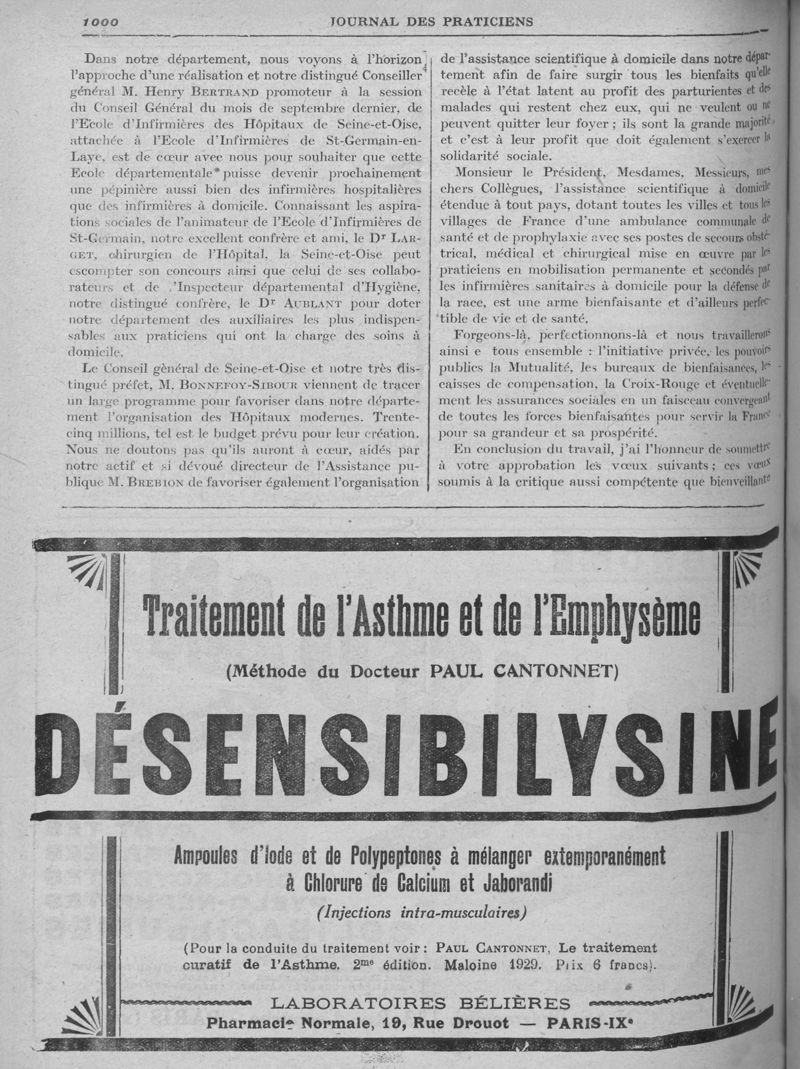 1000
JOURNAL DES PRATICIENS
Dans notre département, nous voyons à l'horizon
l'approche d'une réalisation et notre distingué Conseiller
général M. Henry BERTRAND promoteur à la session
du Conseil Général du mois de septembre dernier, de
l'Ecole d'Infirmières des Hôpitaux de Seine-et-Oise,
attachée à l'Ecole d'Infirmières de St-Germain-en-
Laye, est de cœur avec nous pour souhaiter que cette
Ecole départementale puisse devenir prochainement
une pépinière aussi bien des infirmières hospitalières
que des infirmières à domicile. Connaissant les aspira-
tions sociales de l'animateur de l'Ecole d'Infirmières de
St-Germain, notre excellent confrère et ami, le Dr LAR-
GET, chirurgien de l'Hôpital, la Seine-et-Oise peut
escompter son concours ainsi que celui de ses collabo-
rateurs et de .'Inspecteur départemental d'Hygiène,
notre distingué confrère, le Dr AUBLANT pour doter
notre département des auxiliaires les plus indispen-
sables aux praticiens qui ont la charge des soins à
domicile.
Le Conseil gènéral de Seine-et-Oise et notre très dis-
tingué préfet, M. BONNEFOY-SIBOUR viennent de tracer
un large programme pour favoriser dans notre départe-
ment l'organisation des Hôpitaux modernes. Trente-
cinq millions, tel est le budget prévu pour leur création.
Nous ne doutons pas qu'ils auront à cœur, aidés par
notre actif et si dévoué directeur de l'Assistance pu-
blique M. BREBION de favoriser également l'organisation
de l'assistance scientifique à domicile dans notre dépar-
tement afin de faire surgir tous les bienfaits qu'elle
recèle à l'état latent au profit des parturientes et des
malades qui restent chez eux, qui ne veulent ou ne
peuvent quitter leur foyer ; ils sont la grande majorité
et c'est à leur profit que doit également s'exercer la
solidarité sociale.
Monsieur le Président, Mesdames, Messieurs, mes
chers Collègues, l'assistance scientifique à domicile
étendue à tout pays, dotant toutes les villes et tous les
villages de France d'une ambulance communale de
santé et de prophylaxie avec ses postes de secours obsté-
trical, médical et chirurgical mise en œuvre par les
praticiens en mobilisation permanente et secondés par
les infirmières sanitaires à domicile pour la défense de
la race, est une arme bienfaisante et d'ailleurs perfec-
tible de vie et de santé.
Forgeons-là, perfectionnons-là et nous travaillerons
ainsi e tous ensemble : l'initiative privée, les pouvoirs
publics la Mutualité, les bureaux de bienfaisances, les
caisses de compensation, la Croix-Rouge et éventuelle-
ment les assurances sociales en un faisceau convergeant
de toutes les forces bienfaisantes pour servir la France
pour sa grandeur et sa prospérité.
En conclusion du travail, j'ai l'honneur de soumettre
à votre approbation les vœux suivants ; ces vœux
soumis à la critique aussi compétente que bienveillante
Traitement de l'Asthme et de l'Emphysème
(Méthode du Docteur PAUL CANTONNET)
DÉSENSIBILYSINE
Ampoules d'Iode et de Polypeptones à mélanger extemporanément
à Chlorure de Calcium et Jaborandi
(Injections intra-musculaires)
(Pour la conduite du traitement voir : PAUL CANTONNET, Le traitement
curatif de l'Asthme. 2me édition. Maloine 1929. Prix 6 francs).
LABORATOIRES BÉLIÈRES
Pharmacie Normale, 19, Rue Drouot — PARIS-IXe